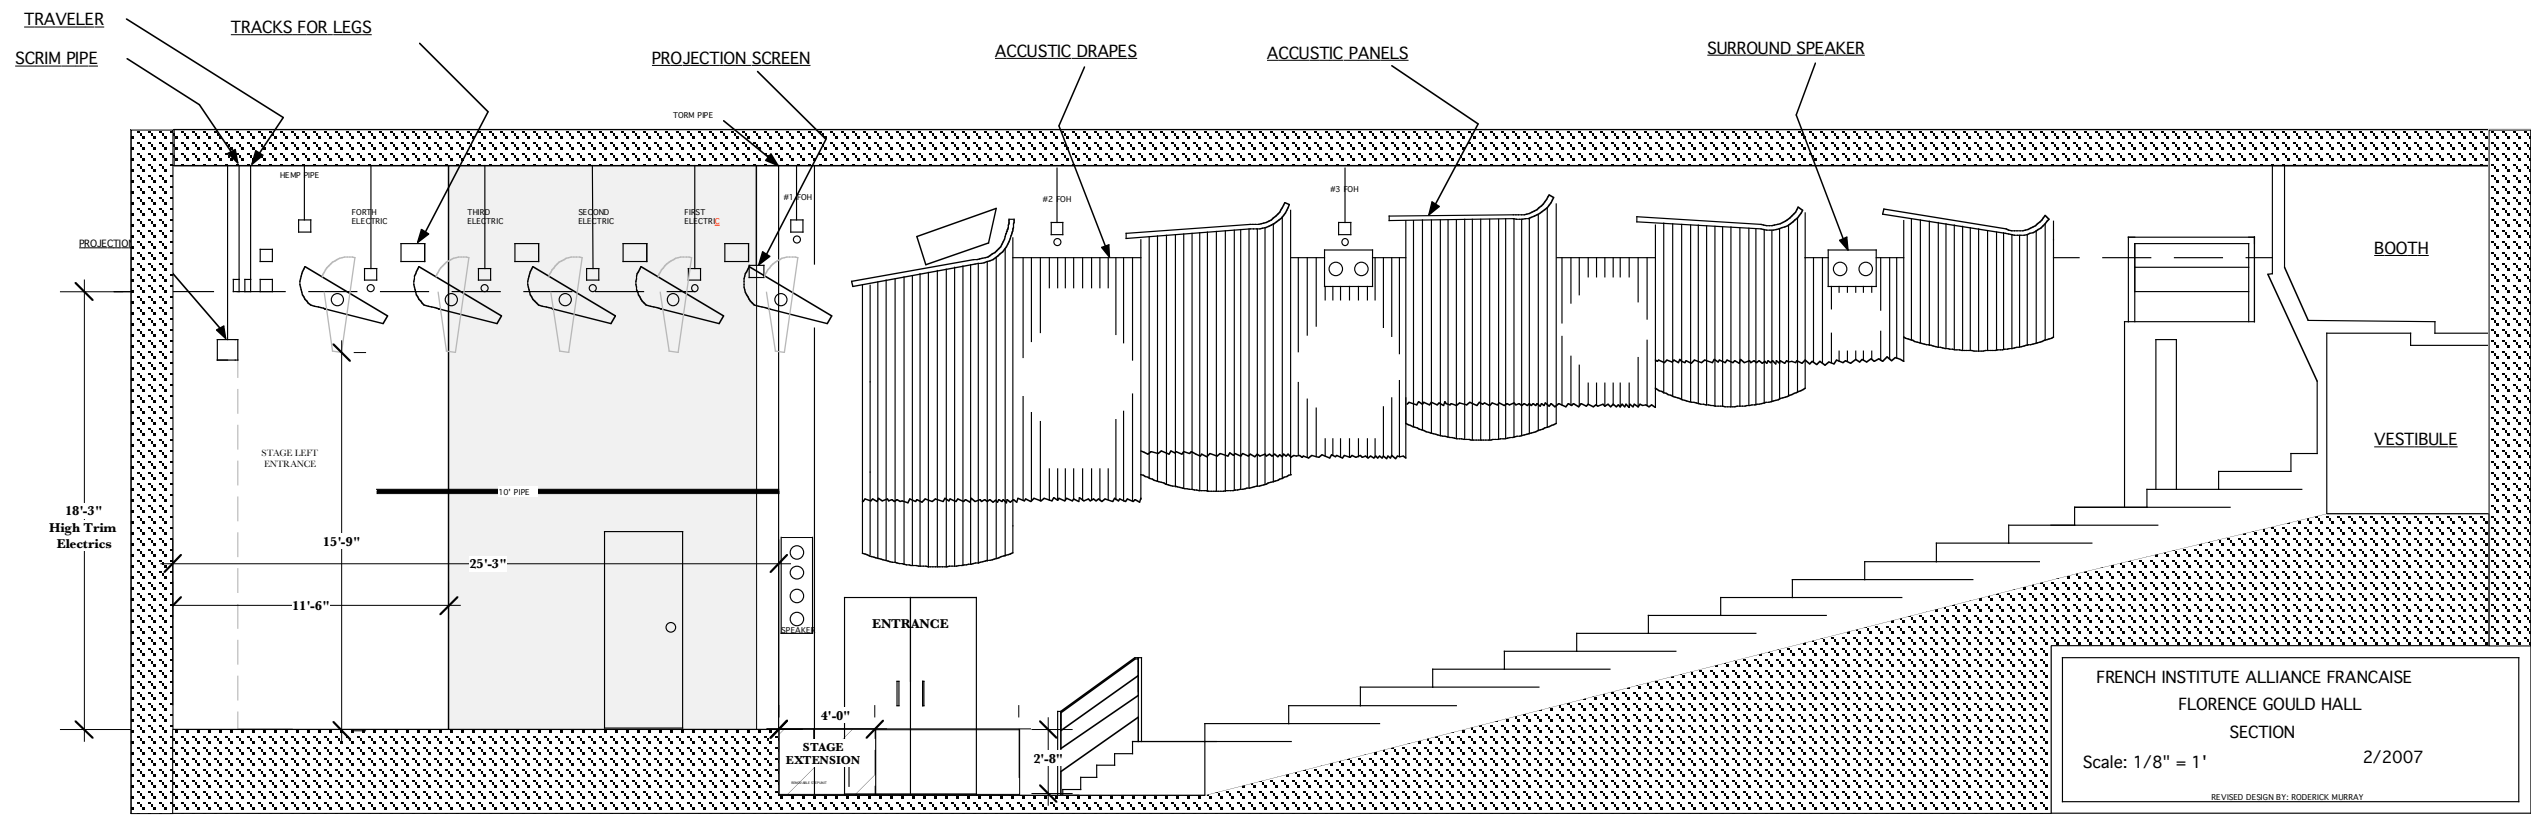 TRAVELER
TRACKS FOR LEGS
SCRIM PIPE
PROJECTION SCREEN
ACCUSTIC DRAPES
ACCUSTIC PANELS
SURROUND SPEAKER
TORM PIPE
HEMP PIPE
FORTH
ELECTRIC
THIRD
ELECTRIC
SECOND
ELECTRIC
FIRST
ELECTRIC
#1 FOH
#2 FOH
#3 FOH
PROJECTION
BOOTH
VESTIBULE
STAGE LEFT
ENTRANCE
10' PIPE
18'-3"
High Trim
Electrics
15'-9"
25'-3"
11'-6"
SPEAKER
ENTRANCE
4'-0"
STAGE
EXTENSION
2'-8"
FRENCH INSTITUTE ALLIANCE FRANCAISE
FLORENCE GOULD HALL
SECTION
Scale: 1/8" = 1'
2/2007
REVISED DESIGN BY: RODERICK MURRAY